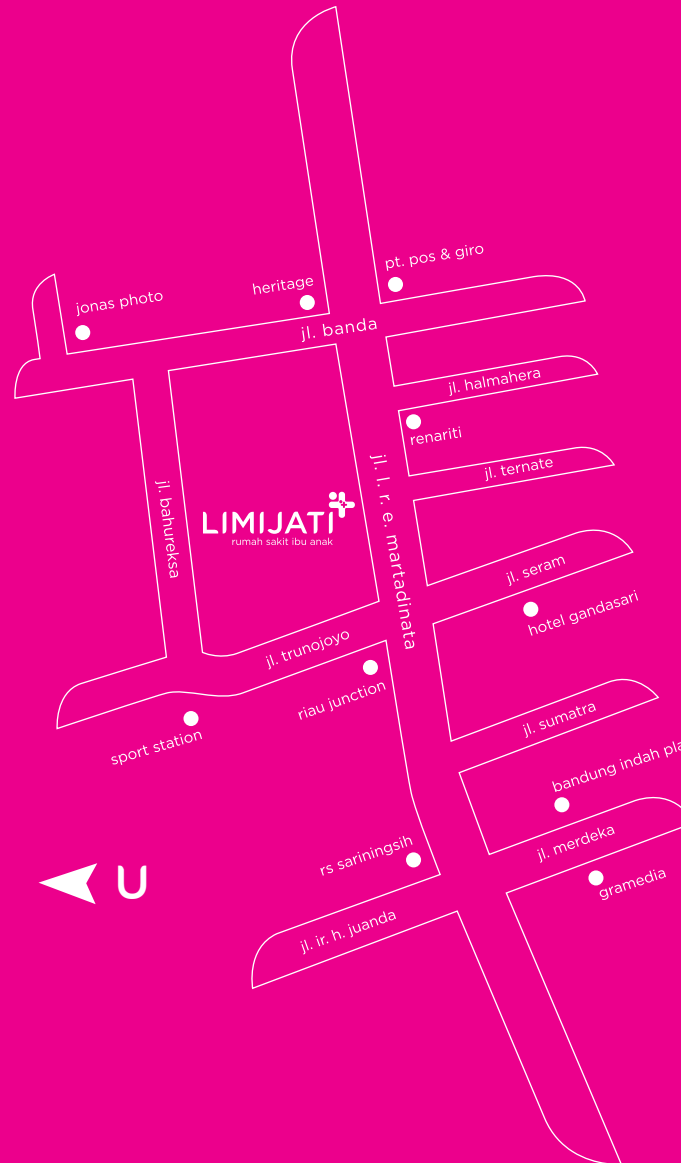 pt. pos & giro
heritage
jonas photo
jl. banda
jl. halmahera
renariti
jl. ternate
jl. l. r. e. martadinata
jl. bahureksa
LIMIJATI
rumah sakit ibu anak
jl. seram
hotel gandasari
jl. trunojoyo
riau junction
sport station
jl. sumatra
bandung indah pla
jl. merdeka
rs sariningsih
gramedia
U
jl. ir. h. juanda